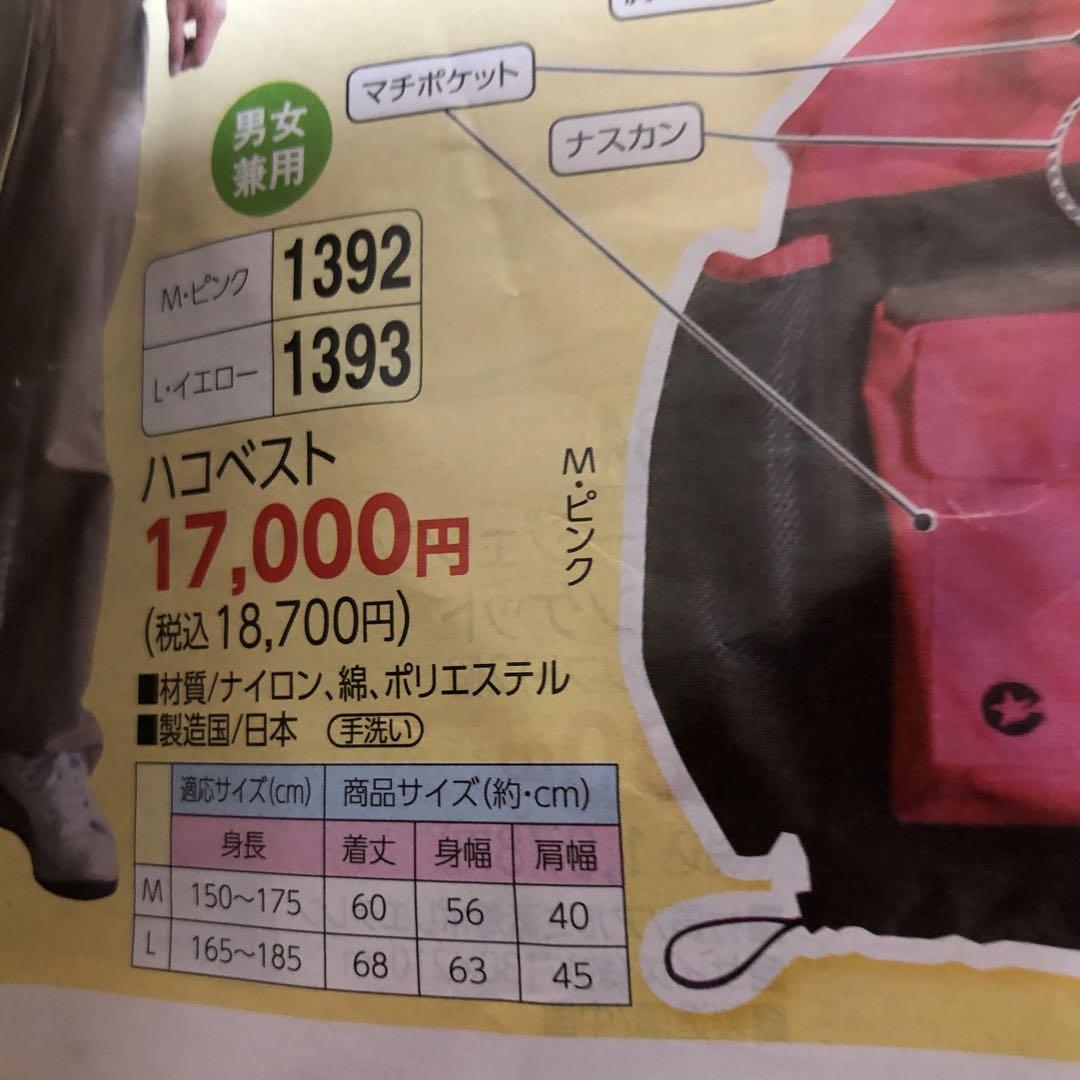 マチポケット
ナスカン
男女
兼用
M・ピンク 1392
L・イエロー 1393
ハコベスト
17,000円
(税込18,700円)
■材質/ナイロン、綿、ポリエステル
■製造国/日本 手洗い
M・ピンク
適応サイズ(cm) 商品サイズ(約・cm)
身長 着丈 身幅 肩幅
M 150〜175 60 56 40
L 165〜185 68 63 45